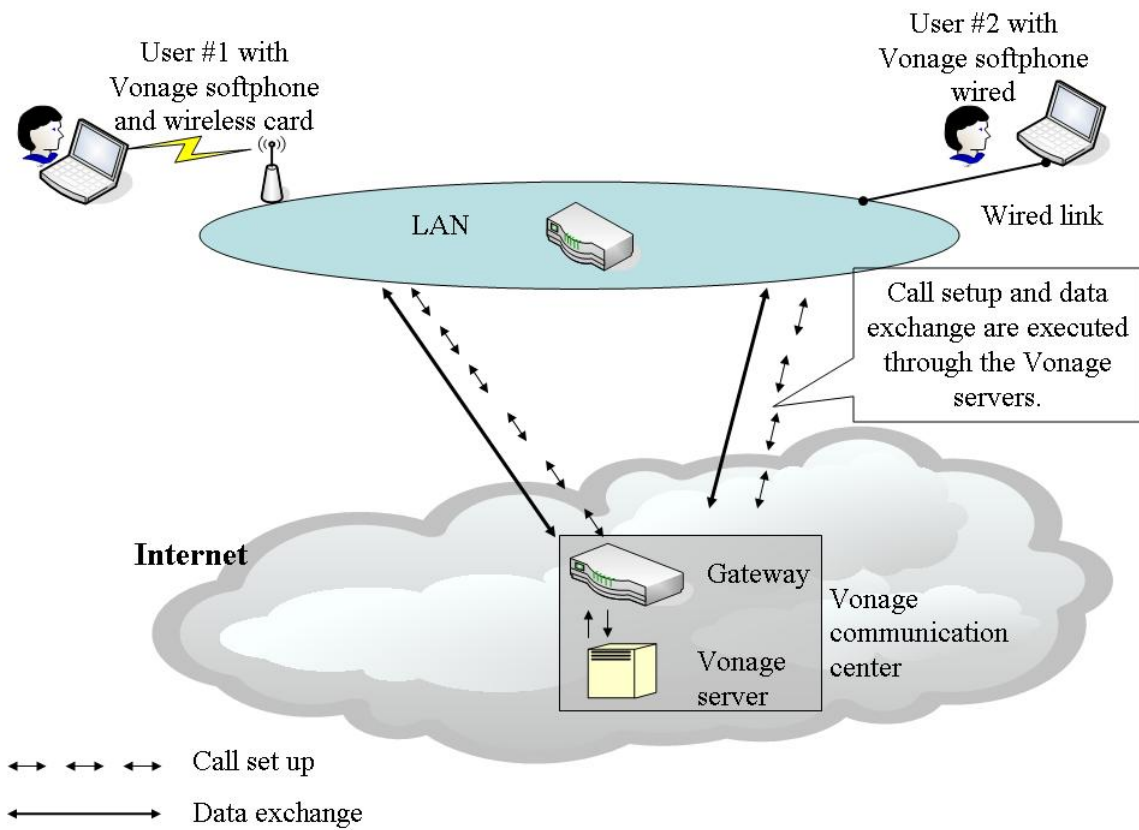 User #1 with
Vonage softphone
and wireless card
User #2 with
Vonage softphone
wired
LAN
Wired link
Call setup and data
exchange are executed
through the Vonage
servers.
Internet
Gateway
Vonage
server
Vonage
communication
center
Call set up
Data exchange